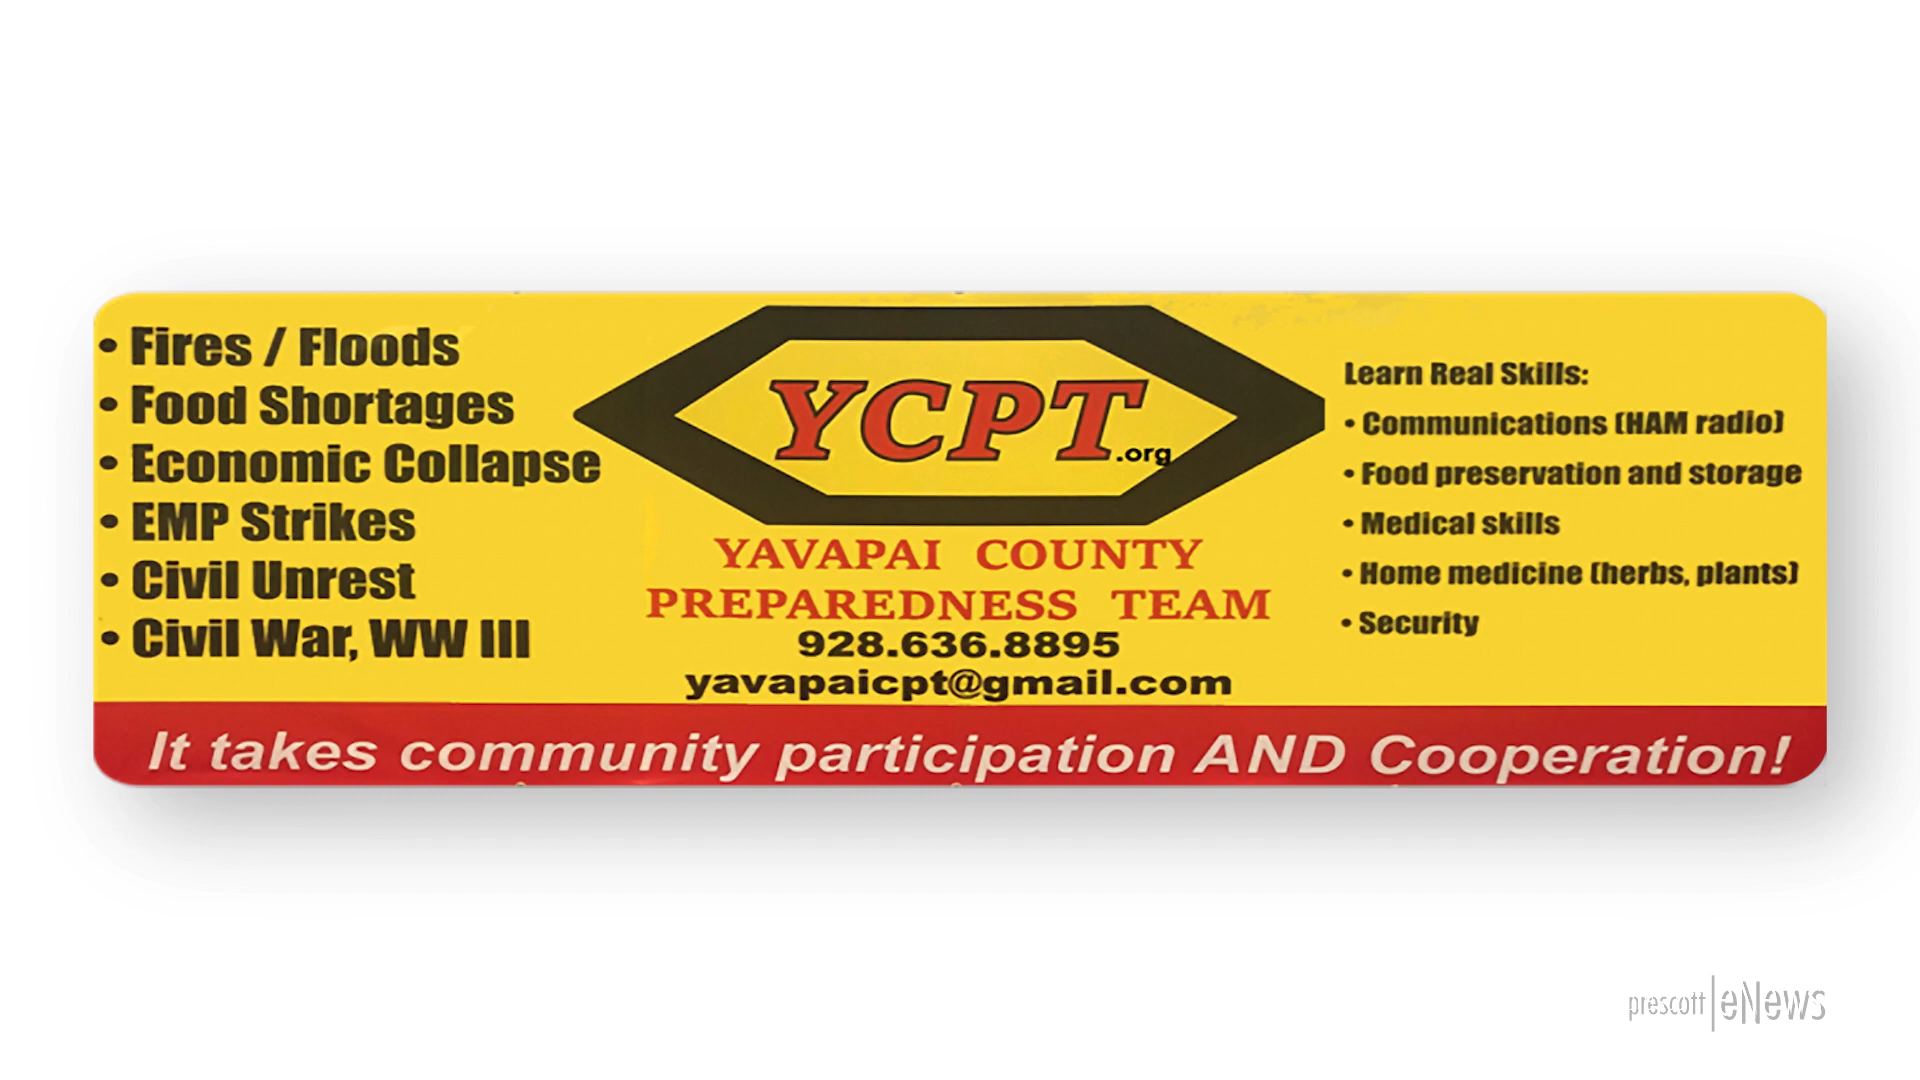 • Fires / Floods
• Food Shortages
• Economic Collapse
• EMP Strikes
• Civil Unrest
• Civil War, WW III
YCPT.org
YAVAPAI COUNTY
PREPAREDNESS TEAM
928.636.8895
yavapaicpt@gmail.com
Learn Real Skills:
• Communications (HAM radio)
• Food preservation and storage
• Medical skills
• Home medicine (herbs, plants)
• Security
It takes community participation AND Cooperation!
prescott|eNews